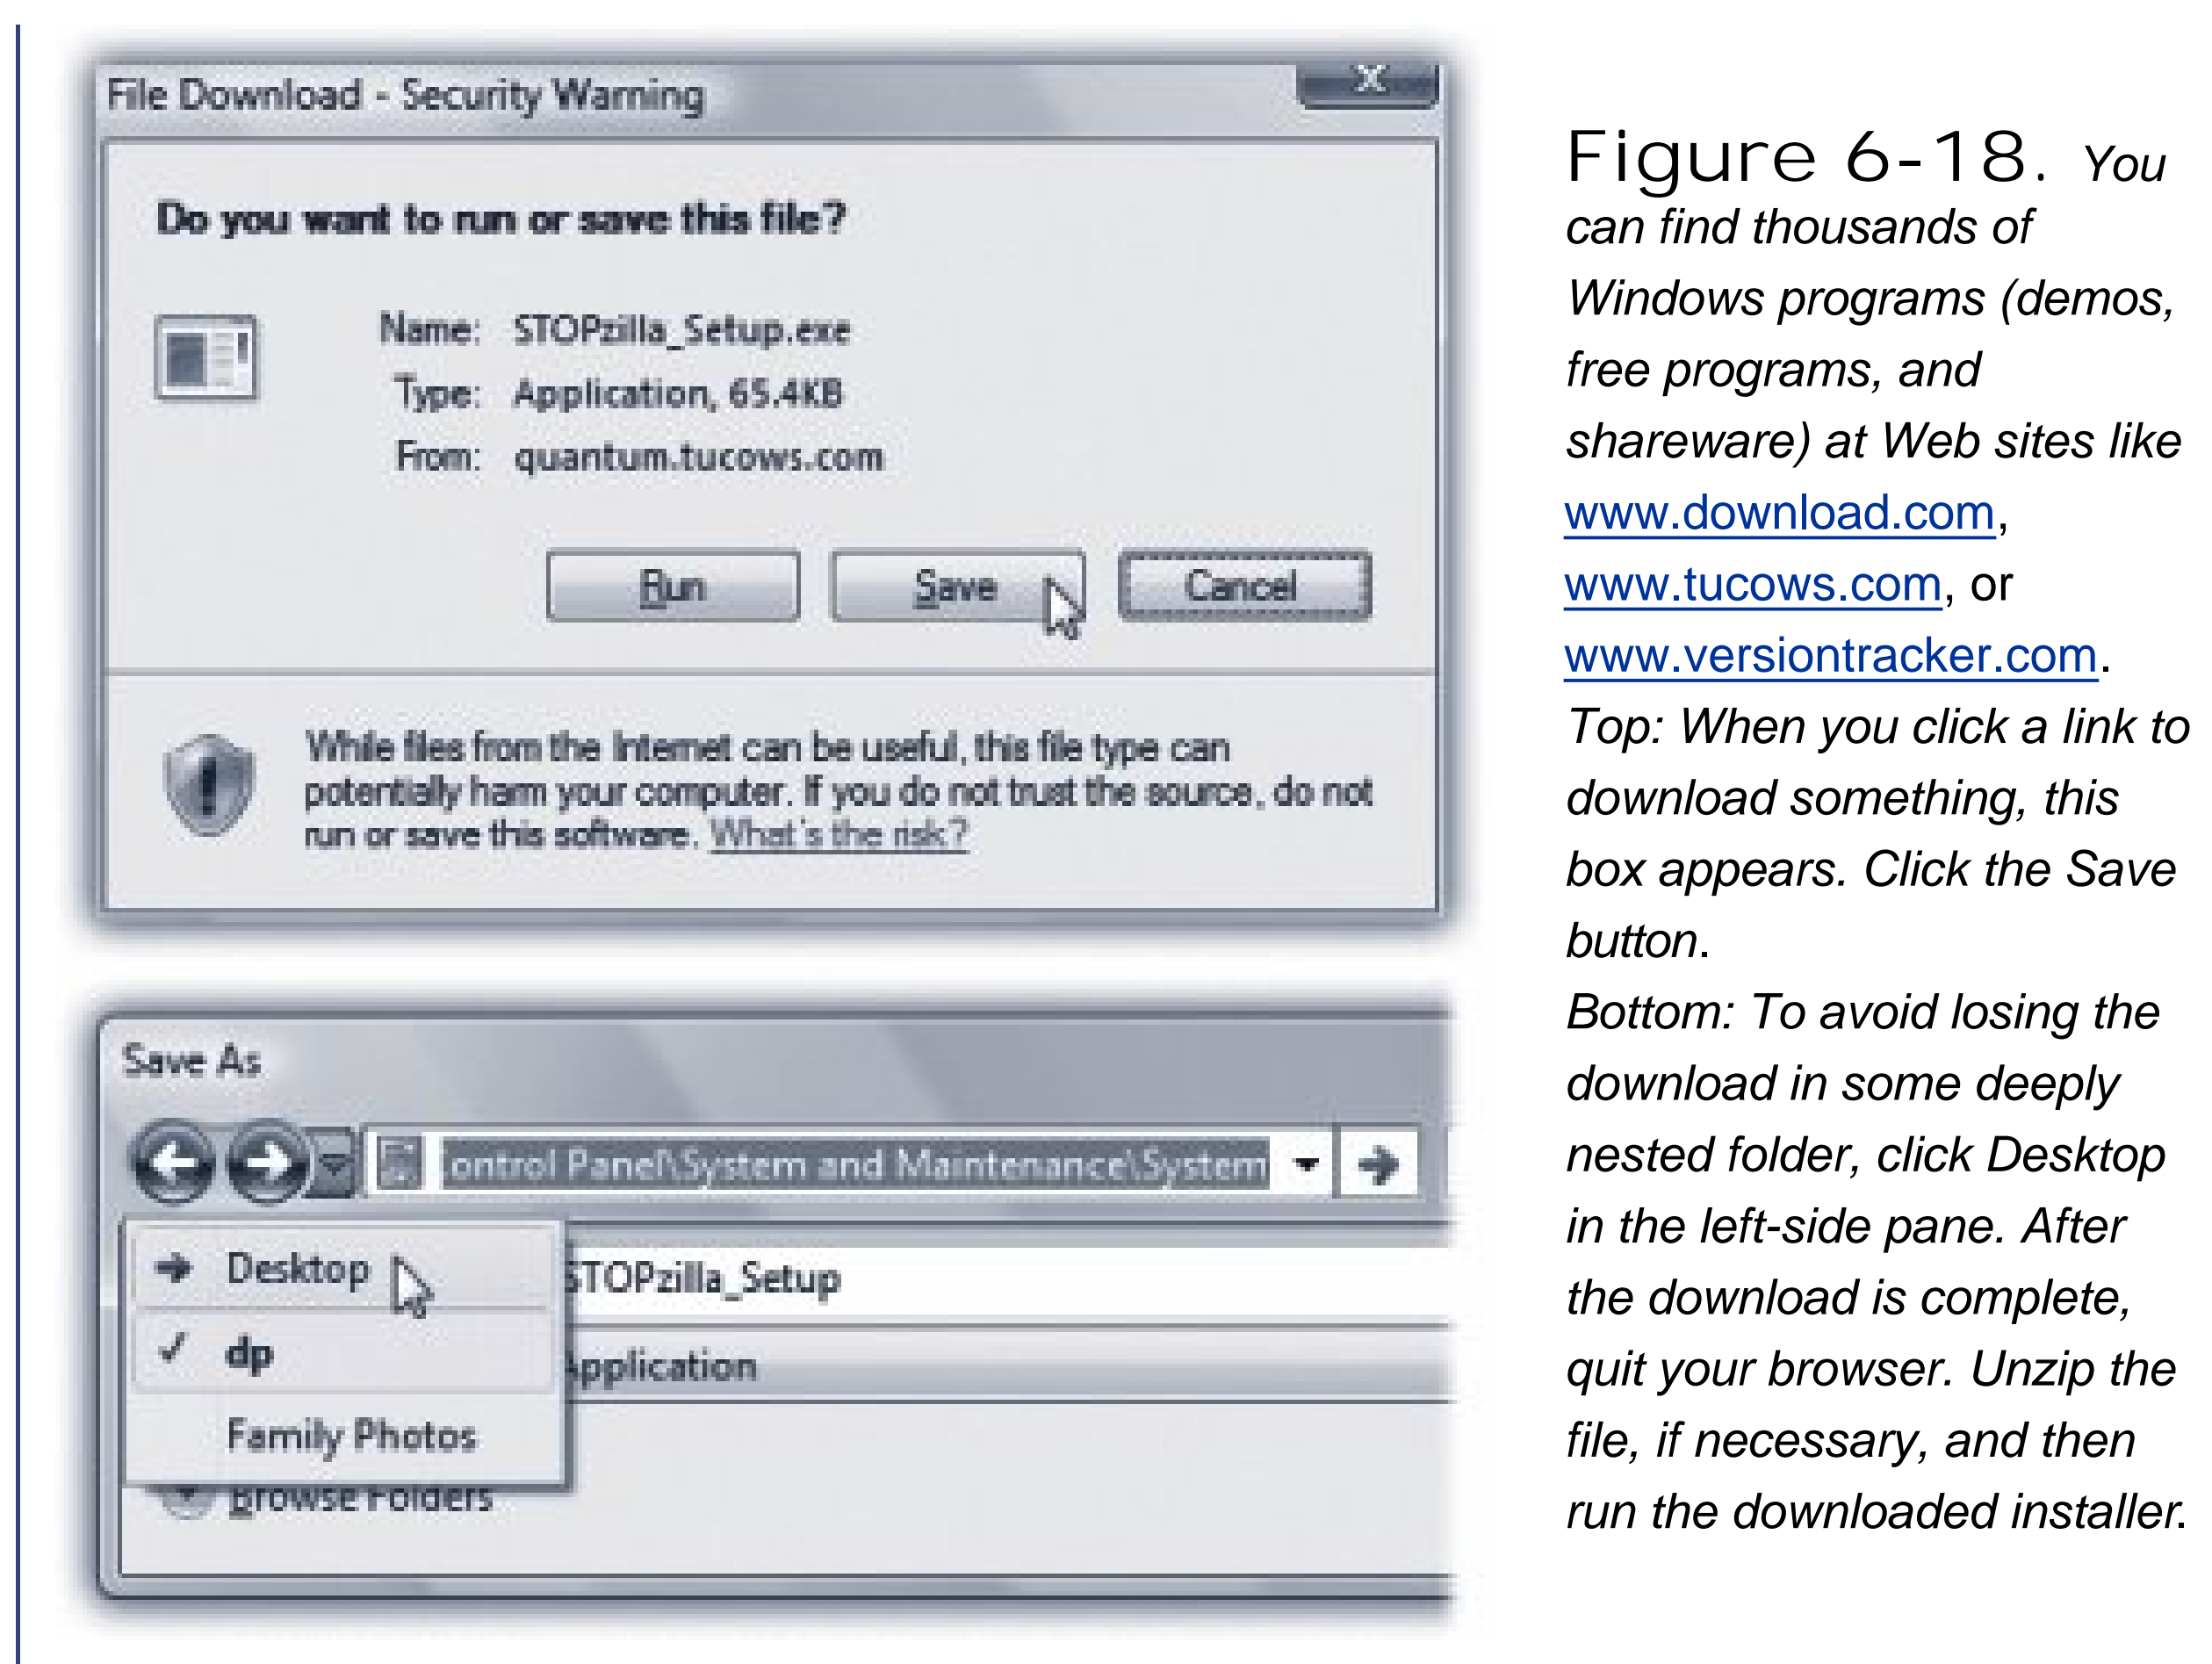 File Download - Security Warning
X
Do you want to run or save this file?
Name: STOPzilla_Setup.exe
Type: Application, 65.4KB
From: quantum.tucows.com
Run Save Cancel
While files from the Internet can be useful, this file type can
potentially harm your computer. If you do not trust the source, do not
run or save this software. What's the risk?
Save As
ontrol Panel\System and Maintenance\System
Desktop
STOPzilla_Setup
dp
Application
Family Photos
Browse Folders
Figure 6-18. You
can find thousands of
Windows programs (demos,
free programs, and
shareware) at Web sites like
www.download.com,
www.tucows.com, or
www.versiontracker.com.
Top: When you click a link to
download something, this
box appears. Click the Save
button.
Bottom: To avoid losing the
download in some deeply
nested folder, click Desktop
in the left-side pane. After
the download is complete,
quit your browser. Unzip the
file, if necessary, and then
run the downloaded installer.